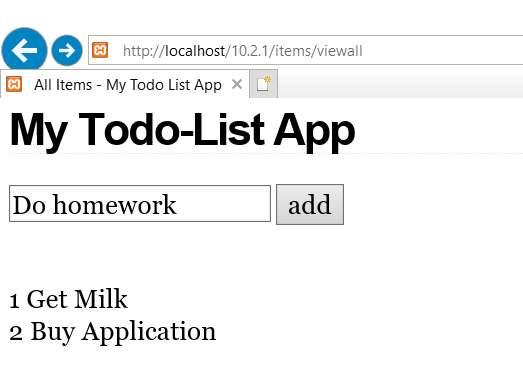 http://localhost/10.2.1/items/viewall
All Items - My Todo List App
My Todo-List App
Do homework add
1 Get Milk
2 Buy Application